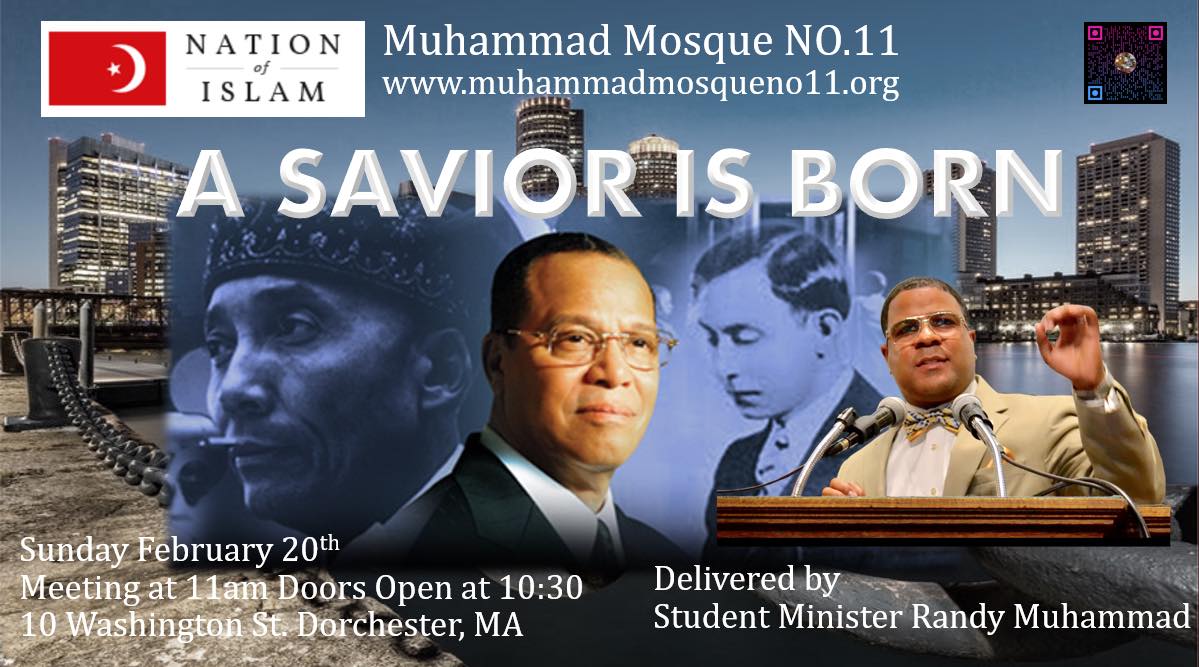 NATION
of
ISLAM
Muhammad Mosque NO.11
www.muhammadmosqueno11.org
A SAVIOR IS BORN
Sunday February 20th
Meeting at 11am Doors Open at 10:30
10 Washington St. Dorchester, MA
Delivered by
Student Minister Randy Muhammad